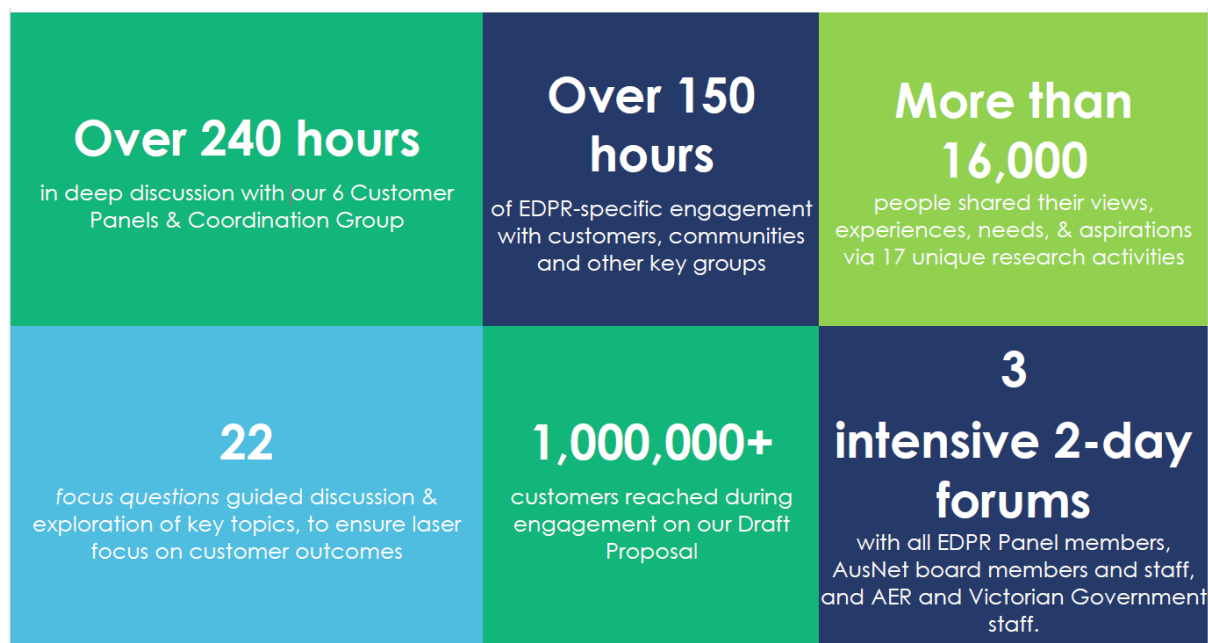 Over 240 hours
in deep discussion with our 6 Customer
Panels & Coordination Group
Over 150
hours
of EDPR-specific engagement
with customers, communities
and other key groups
More than
16,000
people shared their views,
experiences, needs, & aspirations
via 17 unique research activities
22
focus questions guided discussion &
exploration of key topics, to ensure laser
focus on customer outcomes
1,000,000+
customers reached during
engagement on our Draft
Proposal
3
intensive 2-day
forums
with all EDPR Panel members,
AusNet board members and staff,
and AER and Victorian Government
staff.